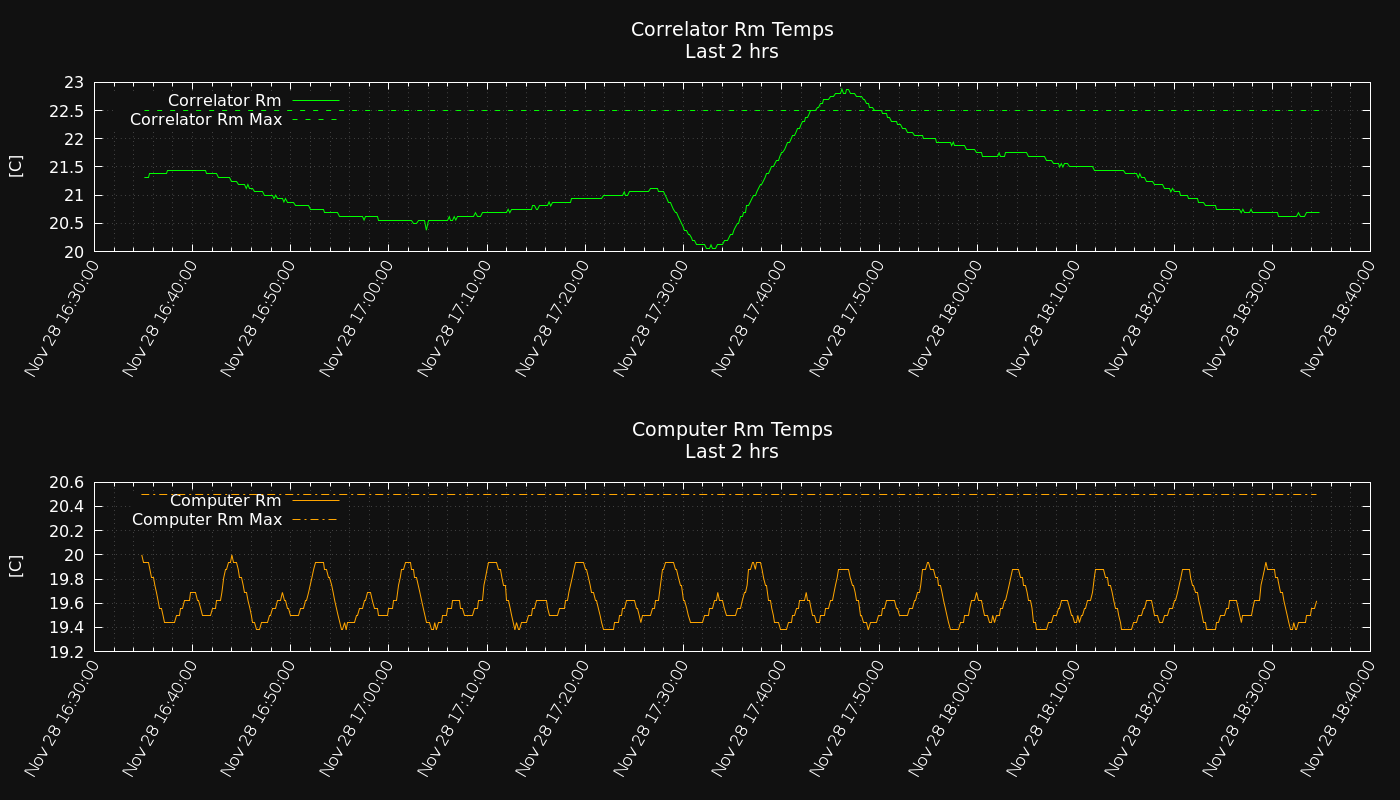 Correlator Rm Temps
Last 2 hrs
23
22.5
22
21.5
21
20.5
20
[C]
Correlator Rm
Correlator Rm Max
Nov 28 16:30:00
Nov 28 16:40:00
Nov 28 16:50:00
Nov 28 17:00:00
Nov 28 17:10:00
Nov 28 17:20:00
Nov 28 17:30:00
Nov 28 17:40:00
Nov 28 17:50:00
Nov 28 18:00:00
Nov 28 18:10:00
Nov 28 18:20:00
Nov 28 18:30:00
Nov 28 18:40:00
Computer Rm Temps
Last 2 hrs
20.6
20.4
20.2
20
19.8
19.6
19.4
19.2
[C]
Computer Rm
Computer Rm Max
Nov 28 16:30:00
Nov 28 16:40:00
Nov 28 16:50:00
Nov 28 17:00:00
Nov 28 17:10:00
Nov 28 17:20:00
Nov 28 17:30:00
Nov 28 17:40:00
Nov 28 17:50:00
Nov 28 18:00:00
Nov 28 18:10:00
Nov 28 18:20:00
Nov 28 18:30:00
Nov 28 18:40:00